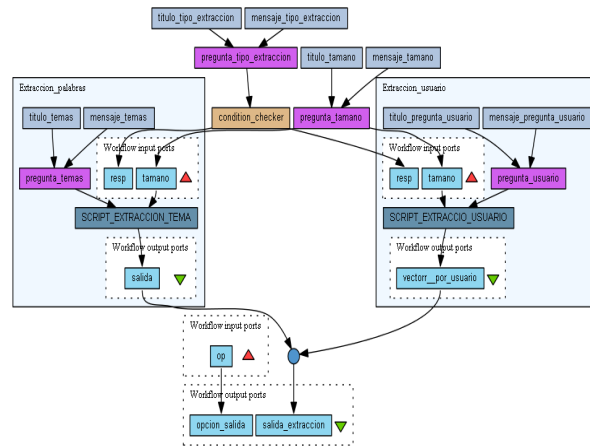 titulo_tipo_extraccion mensaje_tipo_extraccion
pregunta_tipo_extraccion titulo_tamano mensaje_tamano
Extraccion_palabras
Extraccion_usuario
titulo_temas mensaje_temas condition_checker pregunta_tamano titulo_pregunta_usuario mensaje_pregunta_usuario
Workflow input ports Workflow input ports
pregunta_temas resp tamano resp tamano pregunta_usuario
SCRIPT_EXTRACCION_TEMA SCRIPT_EXTRACCIO_USUARIO
Workflow output ports Workflow output ports
salida vectorr__por_usuario
Workflow input ports
op
Workflow output ports
opcion_salida salida_extraccion